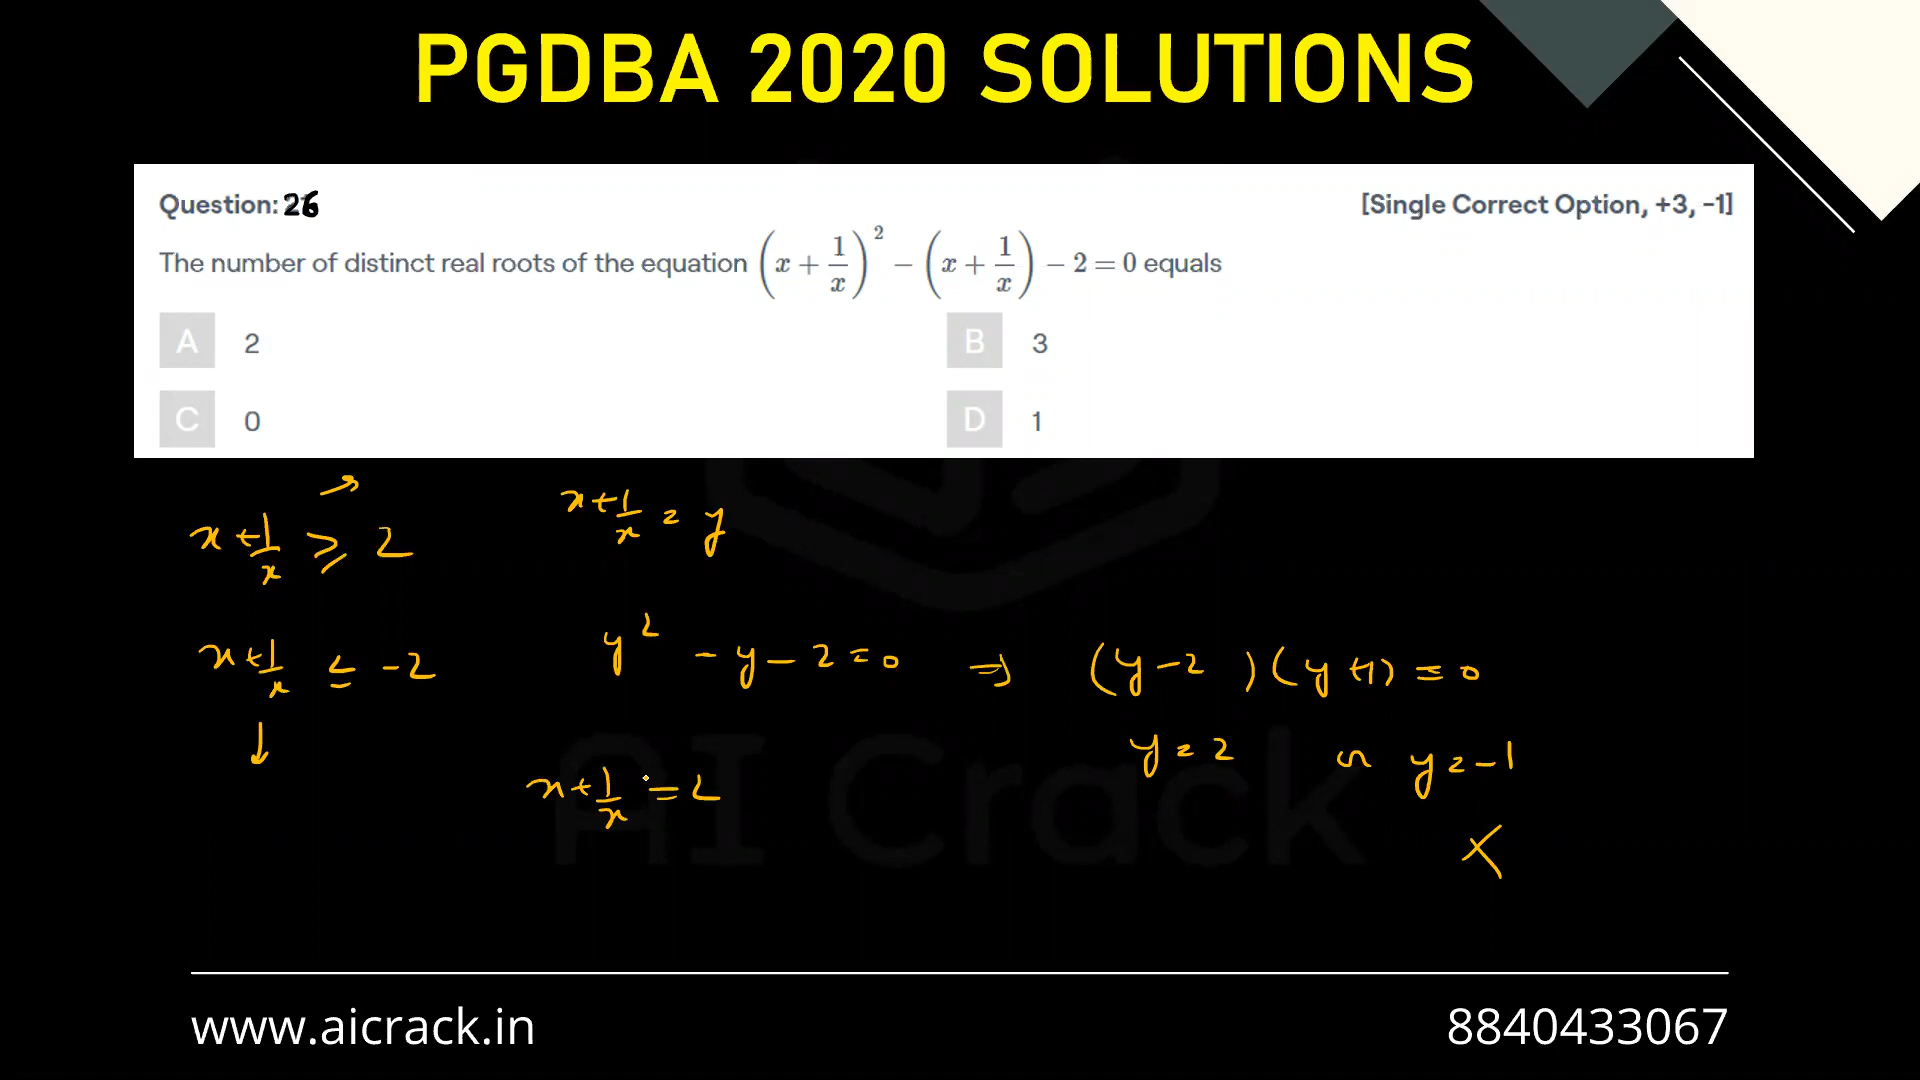 PGDBA 2020 SOLUTIONS
Question: 26
[Single Correct Option, +3, -1]
The number of distinct real roots of the equation (x + 1/x)² − (x + 1/x) − 2 = 0 equals
A 2
B 3
C 0
D 1
x + 1/x ≥ 2
x + 1/x = y
x + 1/x ≤ -2
y² - y - 2 = 0 ⇒ (y-2)(y+1) = 0
y = 2 or y = -1
x + 1/x = 2
AI Crack
www.aicrack.in
8840433067